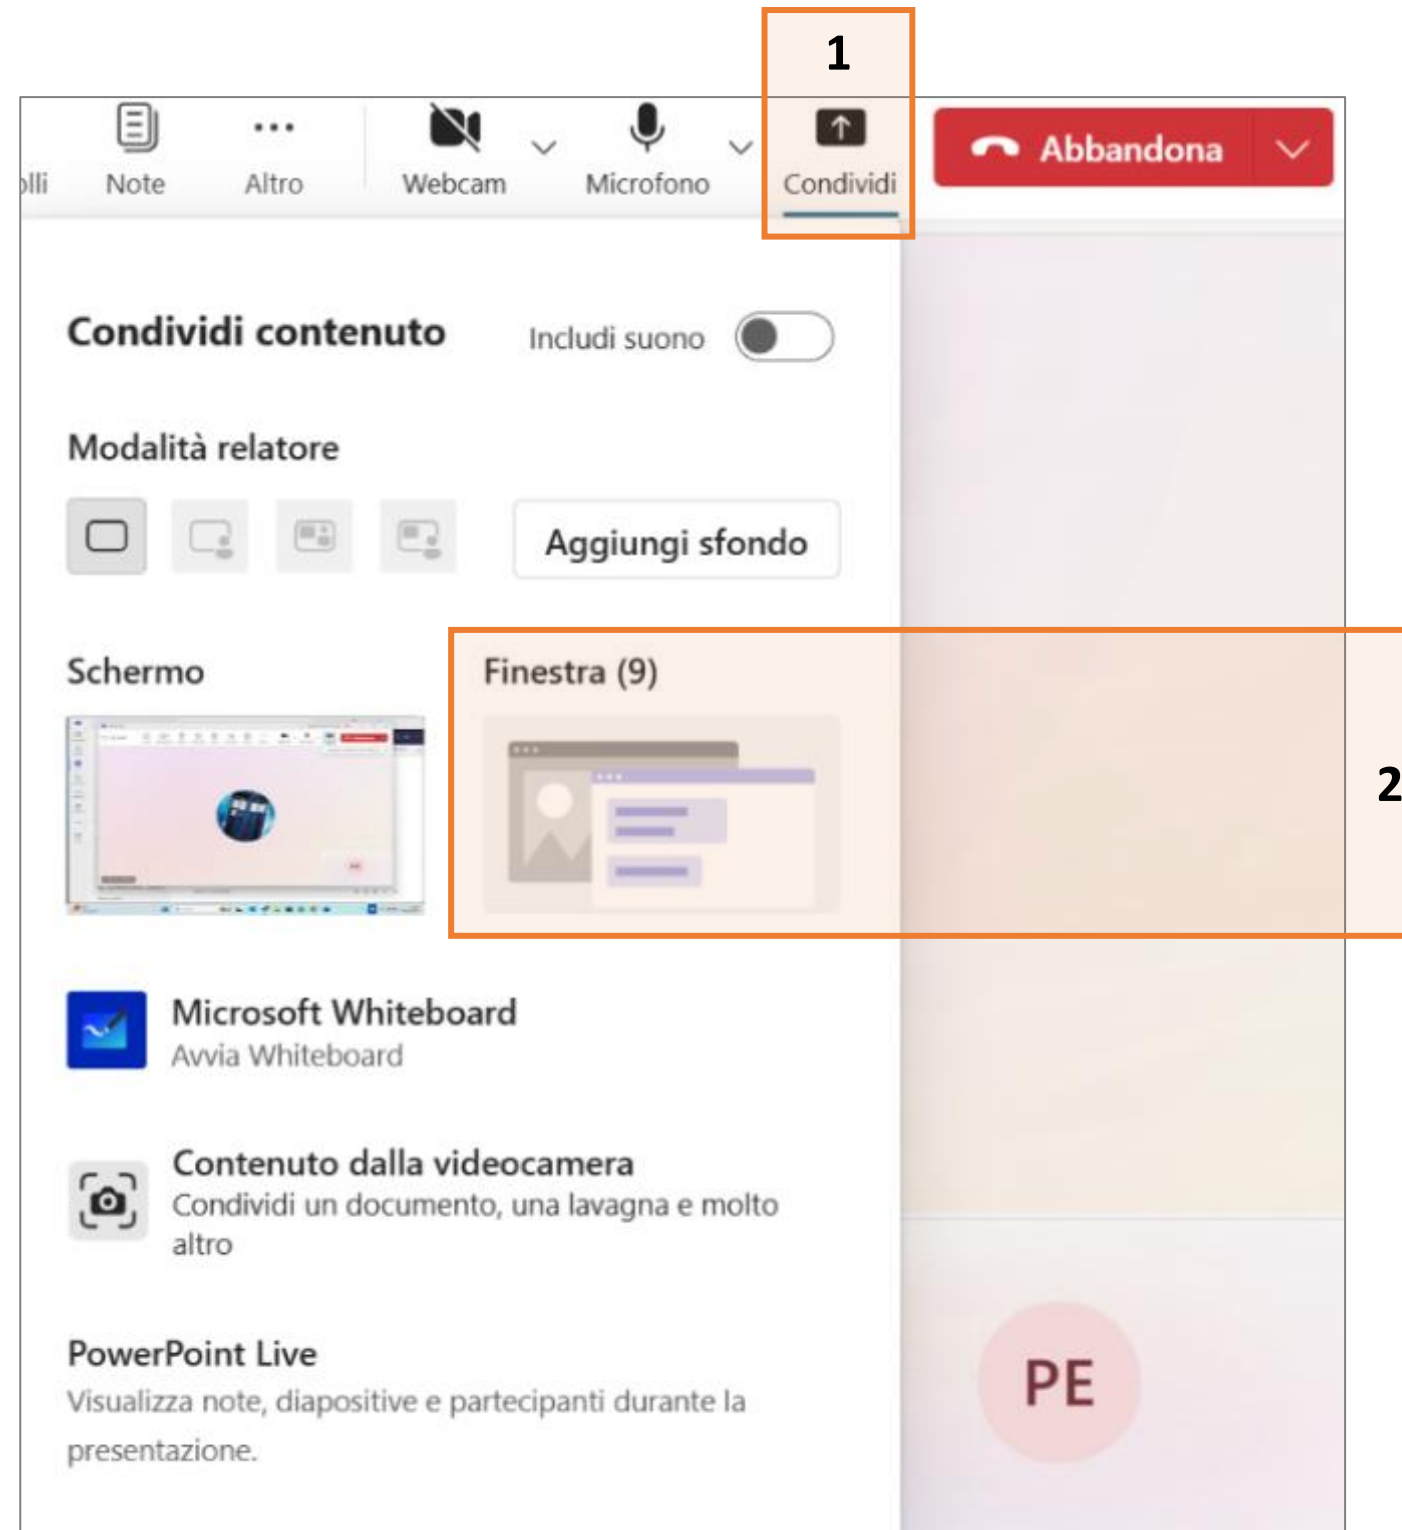 1
olli
Note
Altro
Webcam
Microfono
Condividi
Abbandona
Condividi contenuto
Includi suono
Modalità relatore
Aggiungi sfondo
Schermo
Finestra (9)
2
Microsoft Whiteboard
Avvia Whiteboard
Contenuto dalla videocamera
Condividi un documento, una lavagna e molto
altro
PowerPoint Live
Visualizza note, diapositive e partecipanti durante la
presentazione.
PE